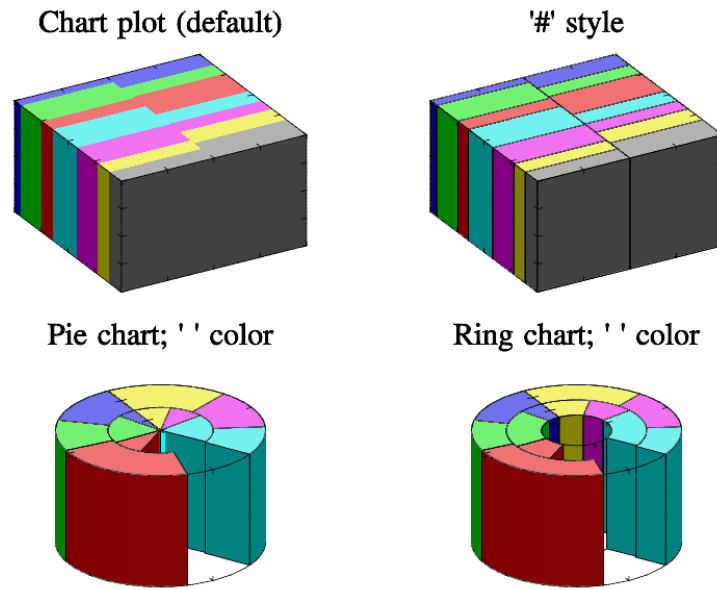 Chart plot (default)
'#' style
Pie chart; ' ' color
Ring chart; ' ' color